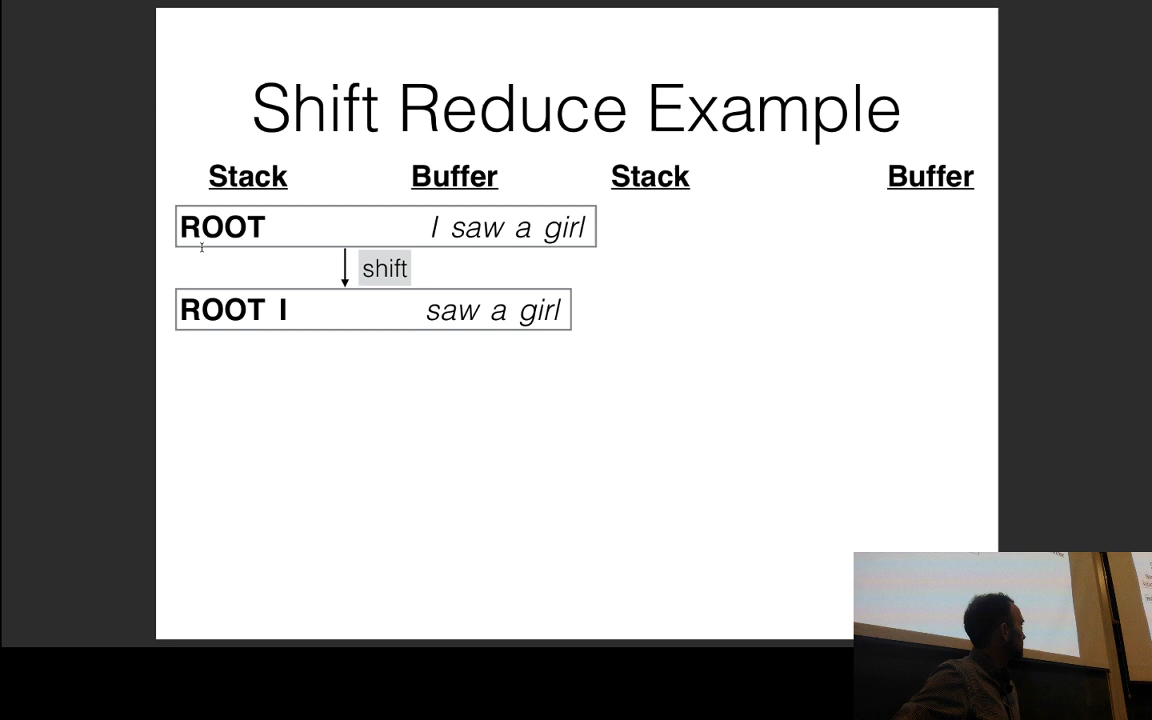 Shift Reduce Example
Stack Buffer Stack Buffer
ROOT I saw a girl
shift
ROOT I saw a girl